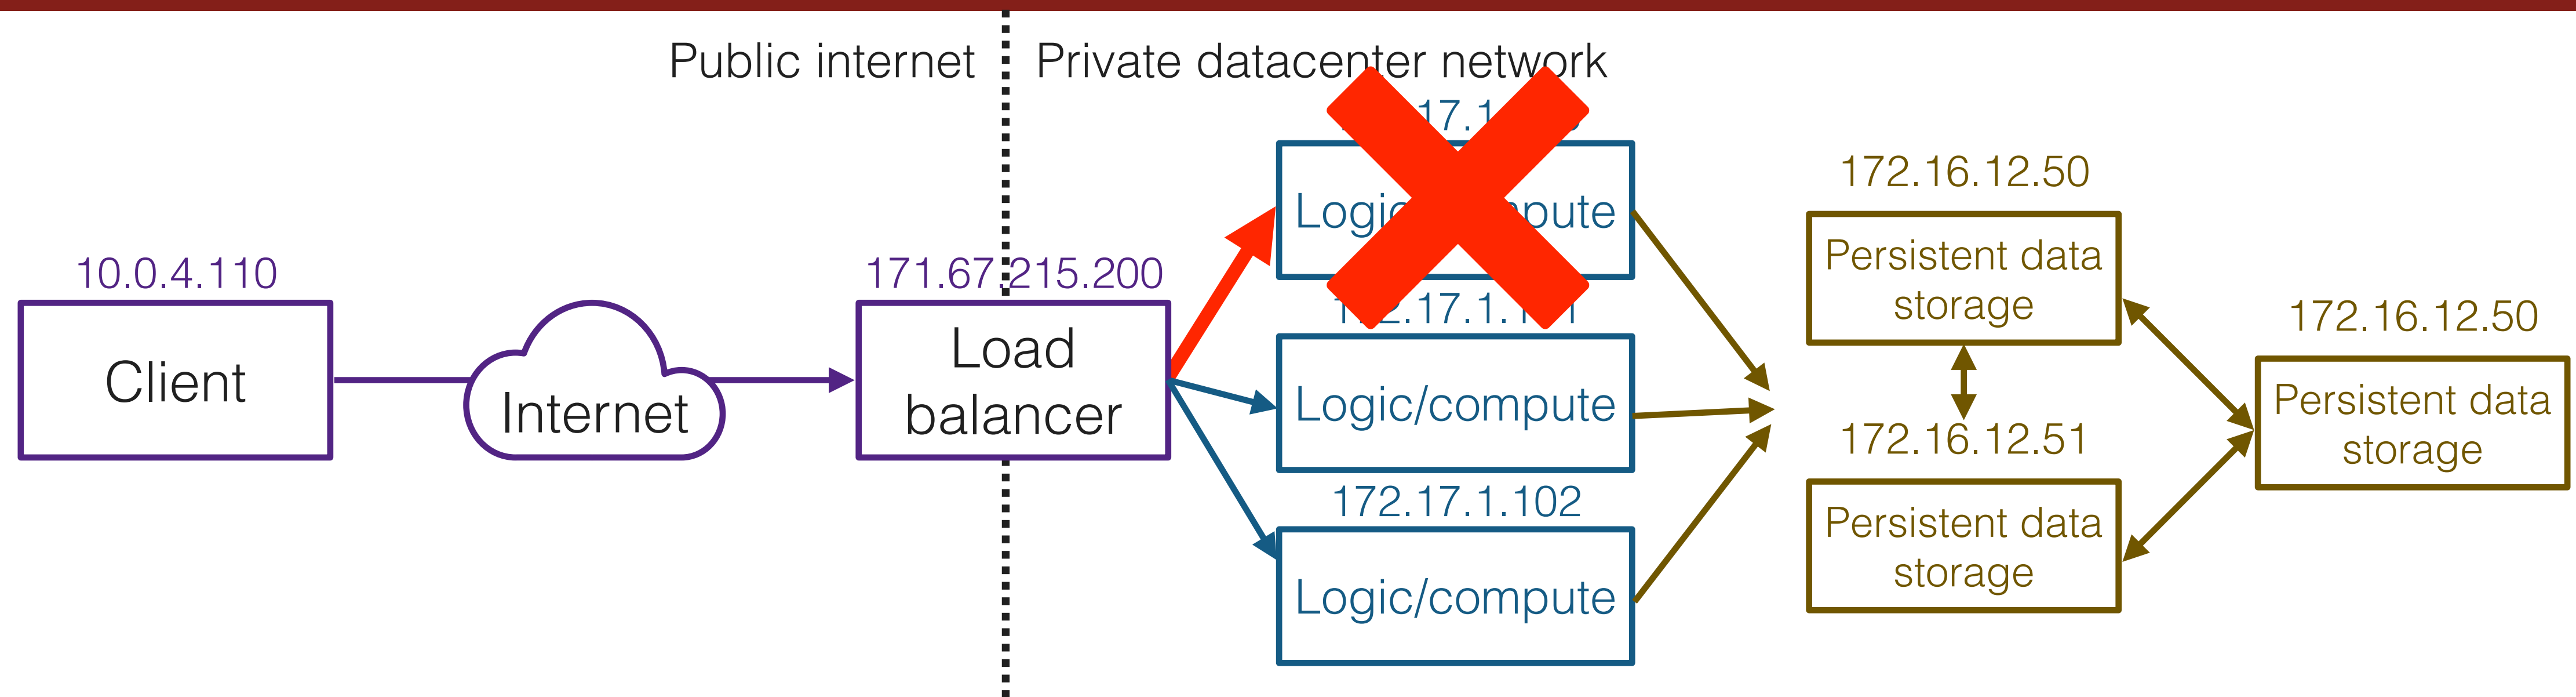 Public internet
Private datacenter network
10.0.4.110
Client
Internet
171.67.215.200
Load
balancer
172.17.1.102
Logic/compute
Logic/compute
172.16.12.50
Persistent data
storage
172.16.12.51
Persistent data
storage
172.16.12.50
Persistent data
storage